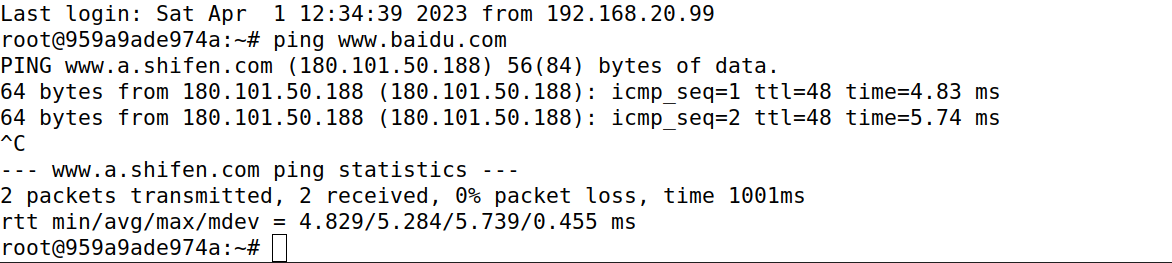 Last login: Sat Apr  1 12:34:39 2023 from 192.168.20.99
root@959a9ade974a:~# ping www.baidu.com
PING www.a.shifen.com (180.101.50.188) 56(84) bytes of data.
64 bytes from 180.101.50.188 (180.101.50.188): icmp_seq=1 ttl=48 time=4.83 ms
64 bytes from 180.101.50.188 (180.101.50.188): icmp_seq=2 ttl=48 time=5.74 ms
^C
--- www.a.shifen.com ping statistics ---
2 packets transmitted, 2 received, 0% packet loss, time 1001ms
rtt min/avg/max/mdev = 4.829/5.284/5.739/0.455 ms
root@959a9ade974a:~#